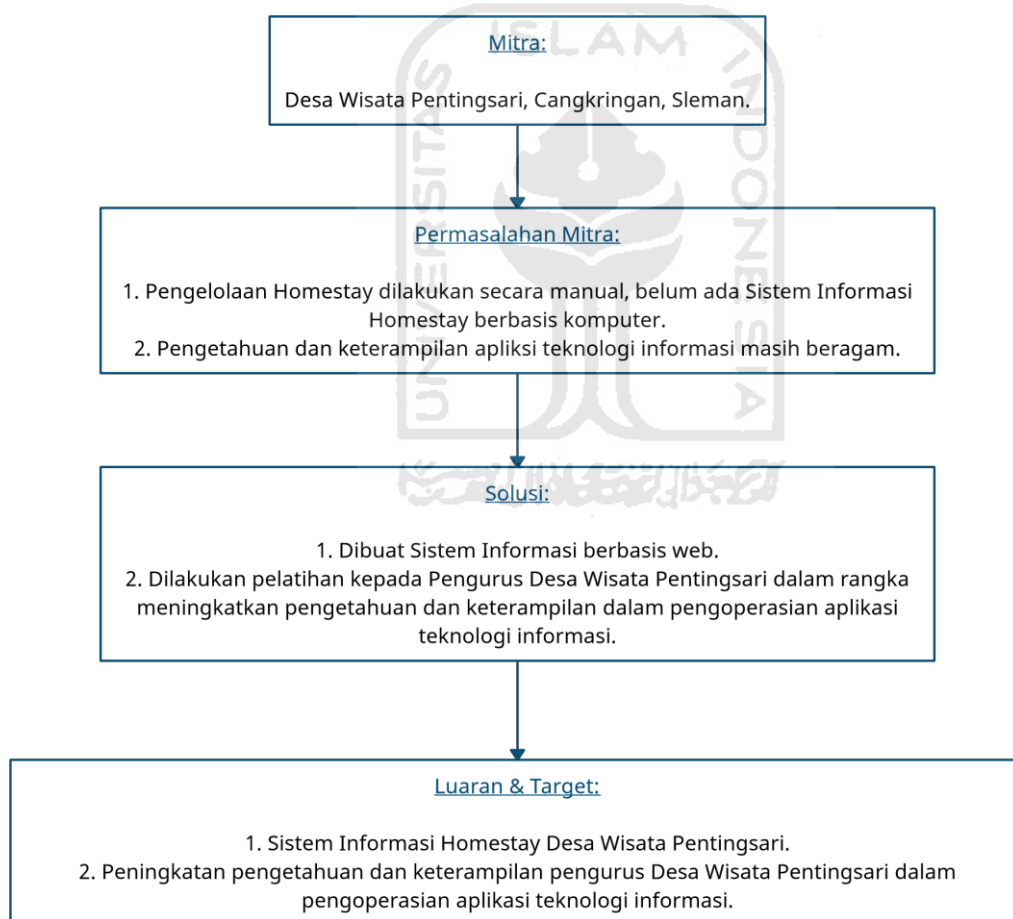 Mitra:
Desa Wisata Pentingsari, Cangkringan, Sleman.
Permasalahan Mitra:
1. Pengelolaan Homestay dilakukan secara manual, belum ada Sistem Informasi
Homestay berbasis komputer.
2. Pengetahuan dan keterampilan apliksi teknologi informasi masih beragam.
Solusi:
1. Dibuat Sistem Informasi berbasis web.
2. Dilakukan pelatihan kepada Pengurus Desa Wisata Pentingsari dalam rangka
meningkatkan pengetahuan dan keterampilan dalam pengoperasian aplikasi
teknologi informasi.
Luaran & Target:
1. Sistem Informasi Homestay Desa Wisata Pentingsari.
2. Peningkatan pengetahuan dan keterampilan pengurus Desa Wisata Pentingsari dalam
pengoperasian aplikasi teknologi informasi.
UNIVERSITAS
ISLAM
INDONESIA